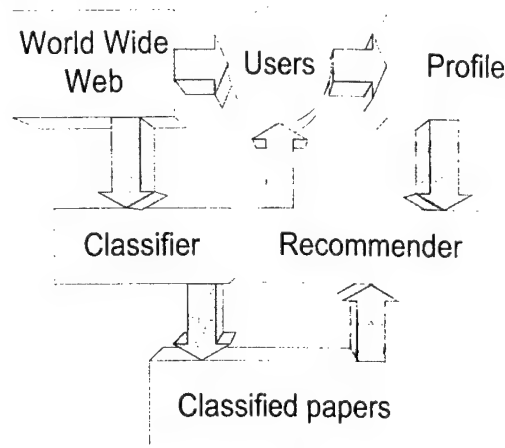 World Wide
Web
Users
Profile
Classifier
Recommender
Classified papers